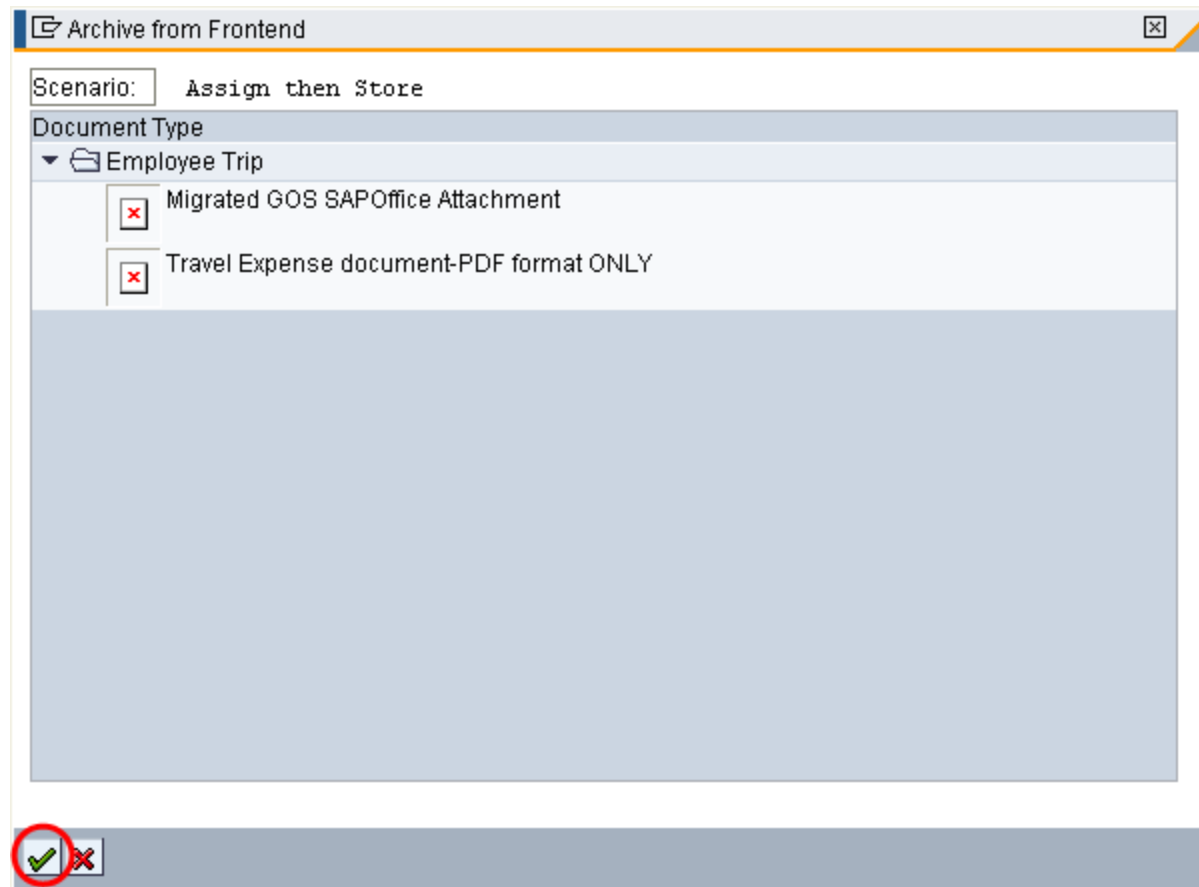 Archive from Frontend
Scenario: Assign then Store
Document Type
Employee Trip
Migrated GOS SAPOffice Attachment
Travel Expense document-PDF format ONLY